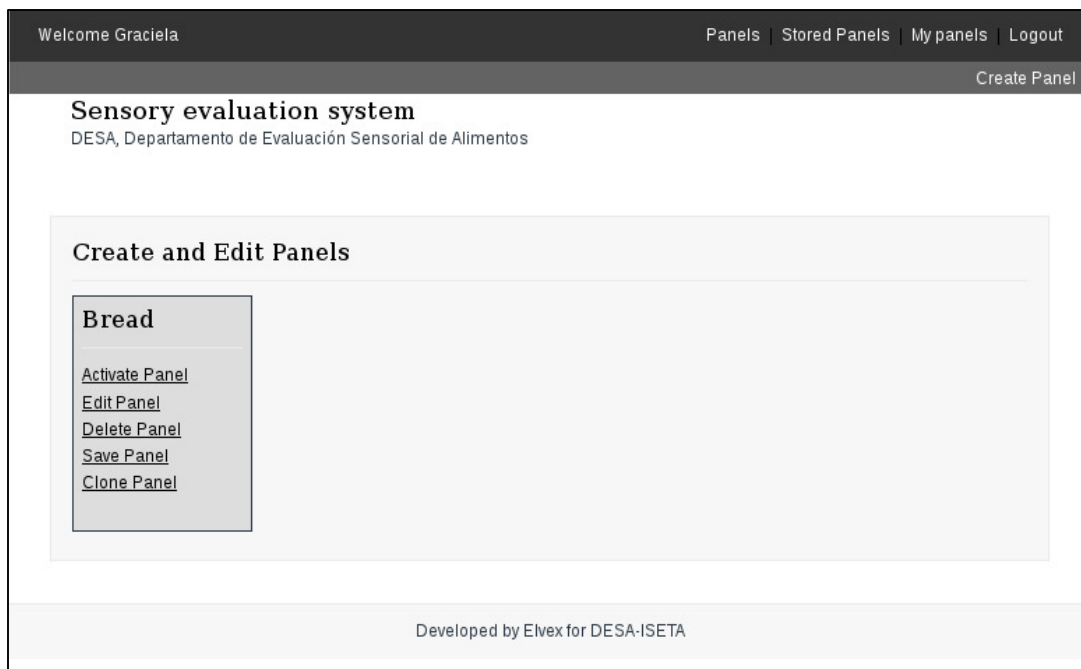 Welcome Graciela
Panels | Stored Panels | My panels | Logout
Create Panel
Sensory evaluation system
DESA, Departamento de Evaluación Sensorial de Alimentos
Create and Edit Panels
Bread
Activate Panel
Edit Panel
Delete Panel
Save Panel
Clone Panel
Developed by Elvex for DESA-ISETA